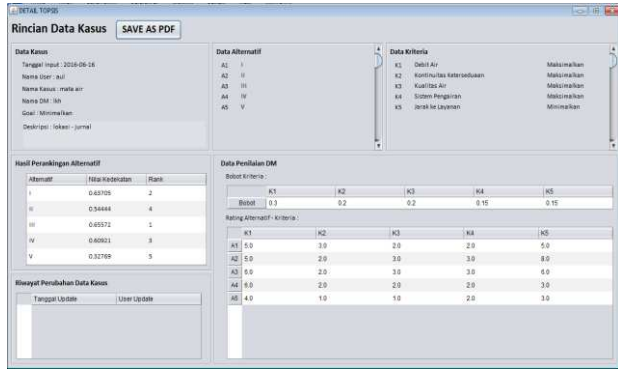 DETAIL TOPSIS
Rincian Data Kasus SAVE AS PDF
Data Kasus
Tanggal input : 2016-06-16
Nama User : aul
Nama Kasus : mata air
Nama DM : ikh
Goal : Minimalkan
Deskripsi : lokasi - jurnal
Data Alternatif
A1 I
A2 II
A3 III
A4 IV
A5 V
Data Kriteria
K1 Debit Air Maksimalkan
K2 Kontinuitas Ketersediaan Maksimalkan
K3 Kualitas Air Maksimalkan
K4 Sistem Pengairan Maksimalkan
K5 Jarak ke Layanan Minimalkan
Hasil Perankingan Alternatif
Alternatif Nilai Kedekatan Rank
I 0.63705 2
II 0.54444 4
III 0.65572 1
IV 0.60921 3
V 0.32769 5
Riwayat Perubahan Data Kasus
Tanggal Update User Update
Data Penilaian DM
Bobot Kriteria :
K1 K2 K3 K4 K5
Bobot 0.3 0.2 0.2 0.15 0.15
Rating Alternatif - Kriteria :
K1 K2 K3 K4 K5
A1 5.0 3.0 2.0 2.0 5.0
A2 5.0 2.0 3.0 3.0 8.0
A3 2.0 3.0 3.0 6.0
A4 6.0 2.0 2.0 2.0 3.0
A5 4.0 1.0 1.0 2.0 3.0